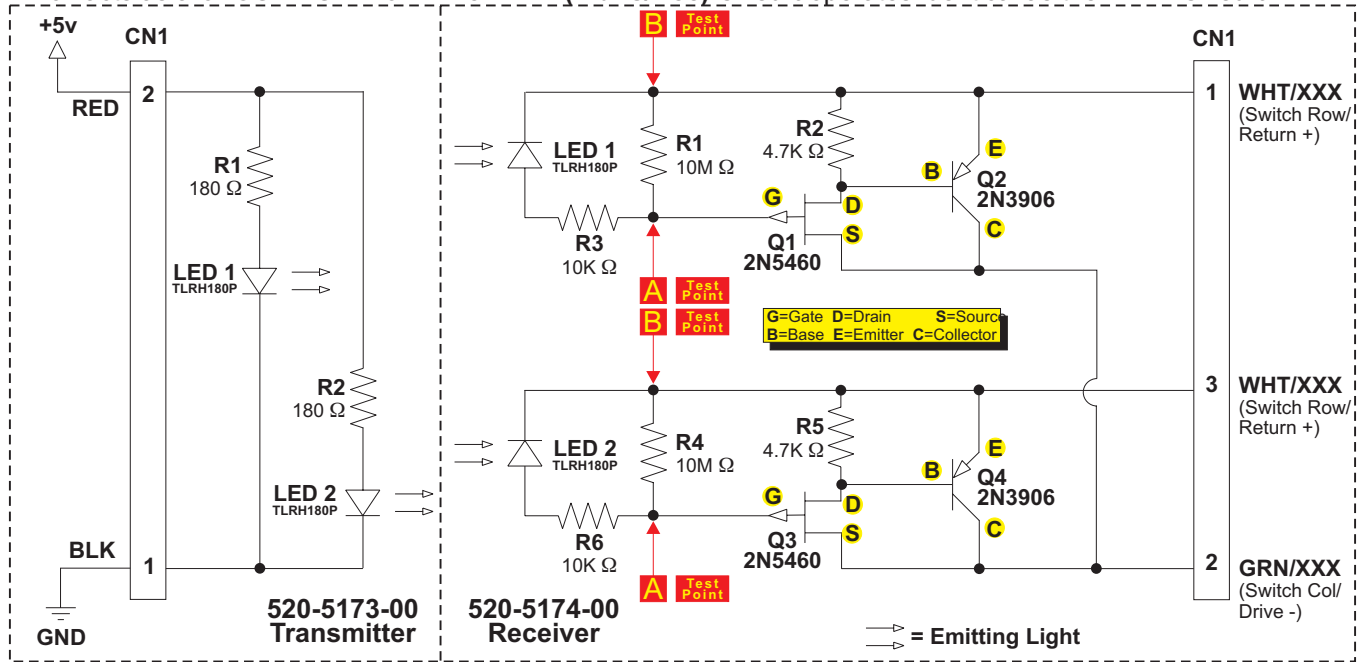 +5v
CN1
RED
2
R1
180 Ω
LED 1
TLRH180P
R2
180 Ω
LED 2
TLRH180P
BLK
1
GND
520-5173-00
Transmitter
B Test Point
LED 1
TLRH180P
R1
10M Ω
R3
10K Ω
A Test Point
R2
4.7K Ω
G
D
S
Q1
2N5460
B
E
C
Q2
2N3906
G=Gate D=Drain S=Source
B=Base E=Emitter C=Collector
B Test Point
LED 2
TLRH180P
R4
10M Ω
R6
10K Ω
A Test Point
R5
4.7K Ω
G
D
S
Q3
2N5460
B
E
C
Q4
2N3906
520-5174-00
Receiver
= Emitting Light
CN1
1
WHT/XXX
(Switch Row/
Return +)
3
WHT/XXX
(Switch Row/
Return +)
2
GRN/XXX
(Switch Col/
Drive -)